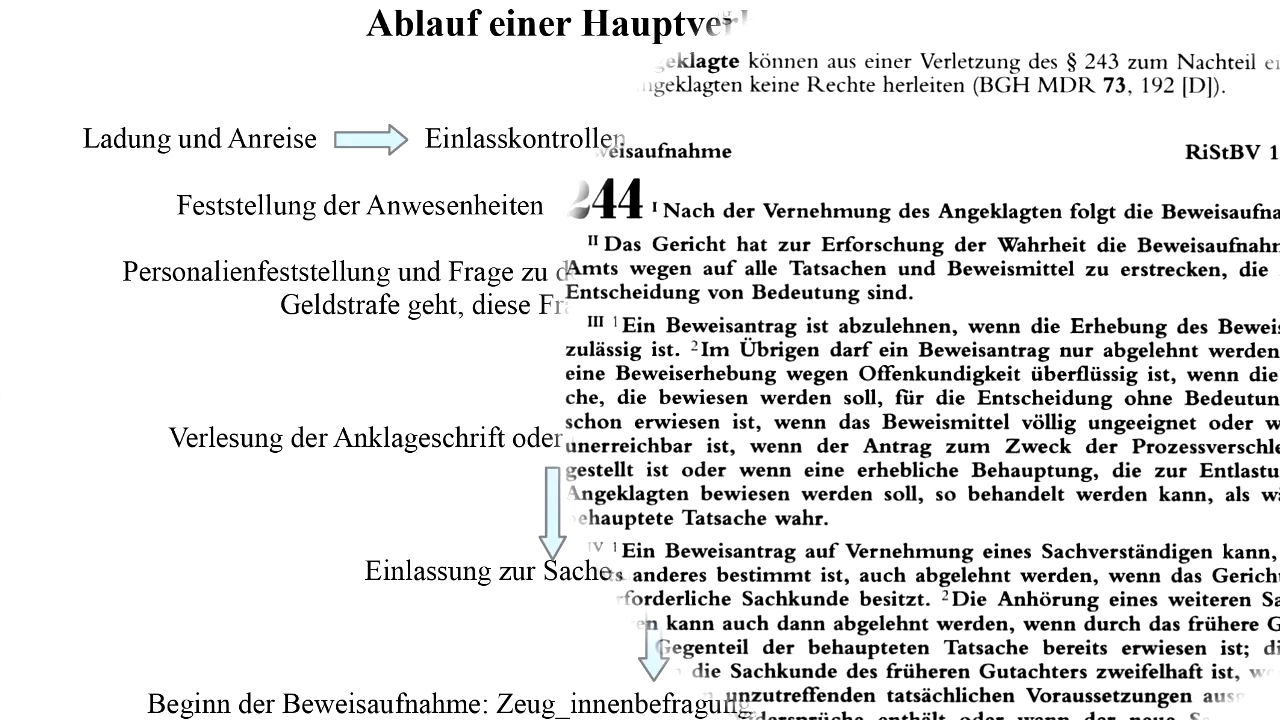 Ablauf einer Hauptver
eklagte können aus einer Verletzung des § 243 zum Nachteil
ngeklagten keine Rechte herleiten (BGH MDR 73, 192 [D]).
Ladung und Anreise
Einlasskontrollen
eisaufnahme
RiStBV 1
Feststellung der Anwesenheiten
244 I Nach der Vernehmung des Angeklagten folgt die Beweisaufna
II Das Gericht hat zur Erforschung der Wahrheit die Beweisaufnahm
Amts wegen auf alle Tatsachen und Beweismittel zu erstrecken, die
Entscheidung von Bedeutung sind.
Personalienfeststellung und Frage zu d
Geldstrafe geht, diese Fra
III 1 Ein Beweisantrag ist abzulehnen, wenn die Erhebung des Beweis
zulässig ist. 2 Im Übrigen darf ein Beweisantrag nur abgelehnt werden
eine Beweiserhebung wegen Offenkundigkeit überflüssig ist, wenn die
che, die bewiesen werden soll, für die Entscheidung ohne Bedeutun
schon erwiesen ist, wenn das Beweismittel völlig ungeeignet oder w
unerreichbar ist, wenn der Antrag zum Zweck der Prozessverschle
gestellt ist oder wenn eine erhebliche Behauptung, die zur Entlastu
Angeklagten bewiesen werden soll, so behandelt werden kann, als wä
ehauptete Tatsache wahr.
Verlesung der Anklageschrift oder
IV 1 Ein Beweisantrag auf Vernehmung eines Sachverständigen kann,
s anderes bestimmt ist, auch abgelehnt werden, wenn das Gericht
rforderliche Sachkunde besitzt. 2 Die Anhörung eines weiteren Sa
en kann auch dann abgelehnt werden, wenn durch das frühere G
Gegenteil der behaupteten Tatsache bereits erwiesen ist; di
die Sachkunde des früheren Gutachters zweifelhaft ist,
unzutreffenden tatsächlichen Voraussetzungen
dersprüche enthält oder wenn der neue
Einlassung zur Sache
Beginn der Beweisaufnahme: Zeug_innenbefragung